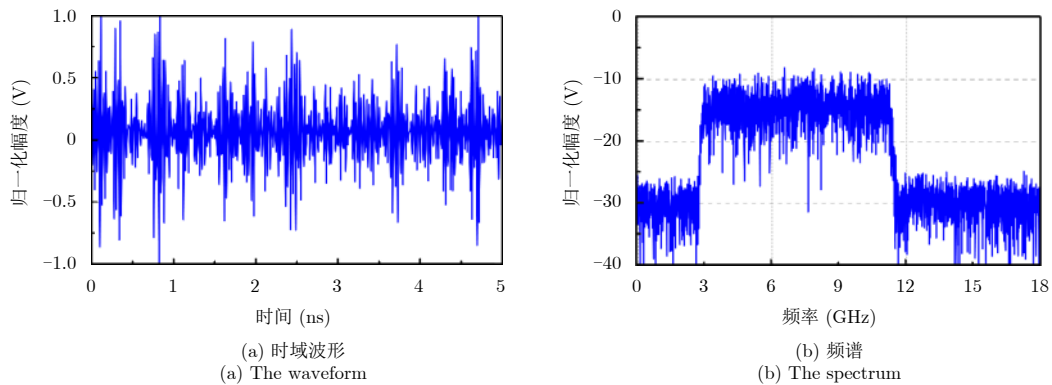 1.0
0.5
0
−0.5
−1.0
归一化幅度 (V)
0 1 2 3 4 5
时间 (ns)
(a) 时域波形
(a) The waveform
0
−10
−20
−30
−40
归一化幅度 (V)
0 3 6 9 12 15 18
频率 (GHz)
(b) 频谱
(b) The spectrum